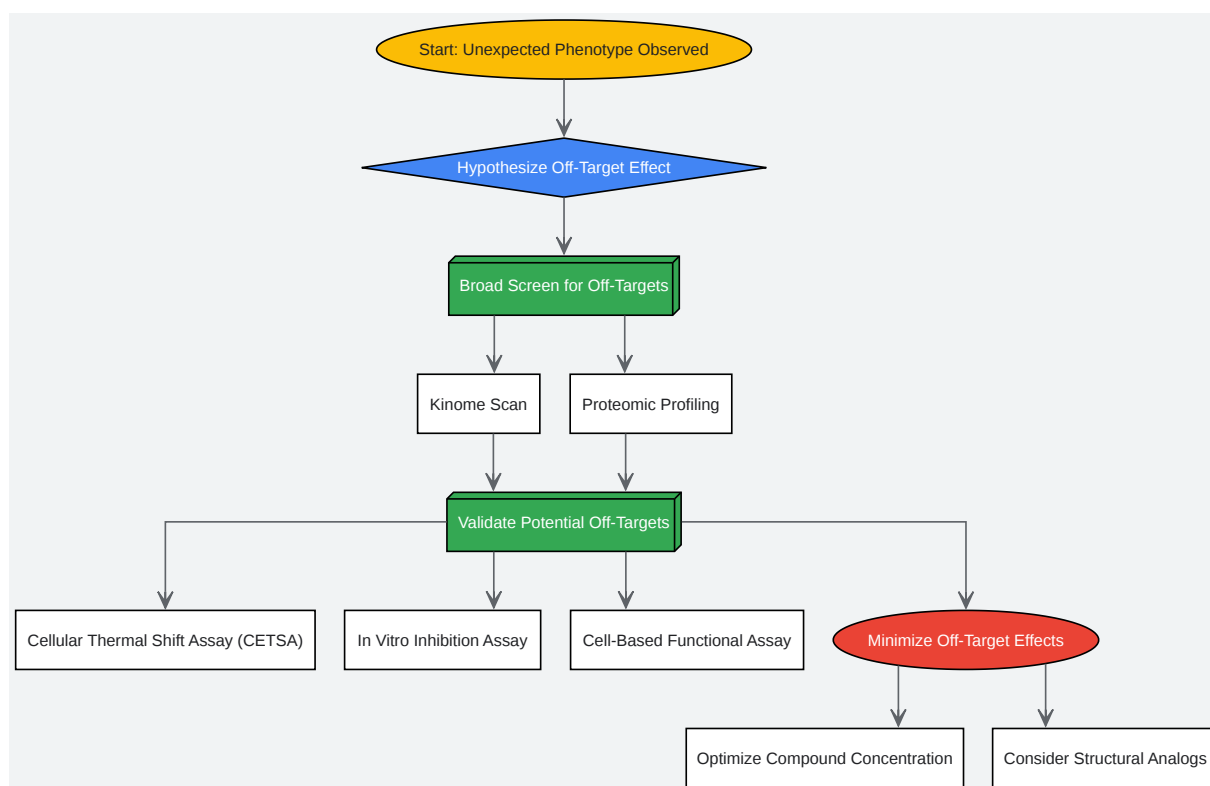 Start: Unexpected Phenotype Observed
Hypothesize Off-Target Effect
Broad Screen for Off-Targets
Kinome Scan
Proteomic Profiling
Validate Potential Off-Targets
Cellular Thermal Shift Assay (CETSA)
In Vitro Inhibition Assay
Cell-Based Functional Assay
Minimize Off-Target Effects
Optimize Compound Concentration
Consider Structural Analogs